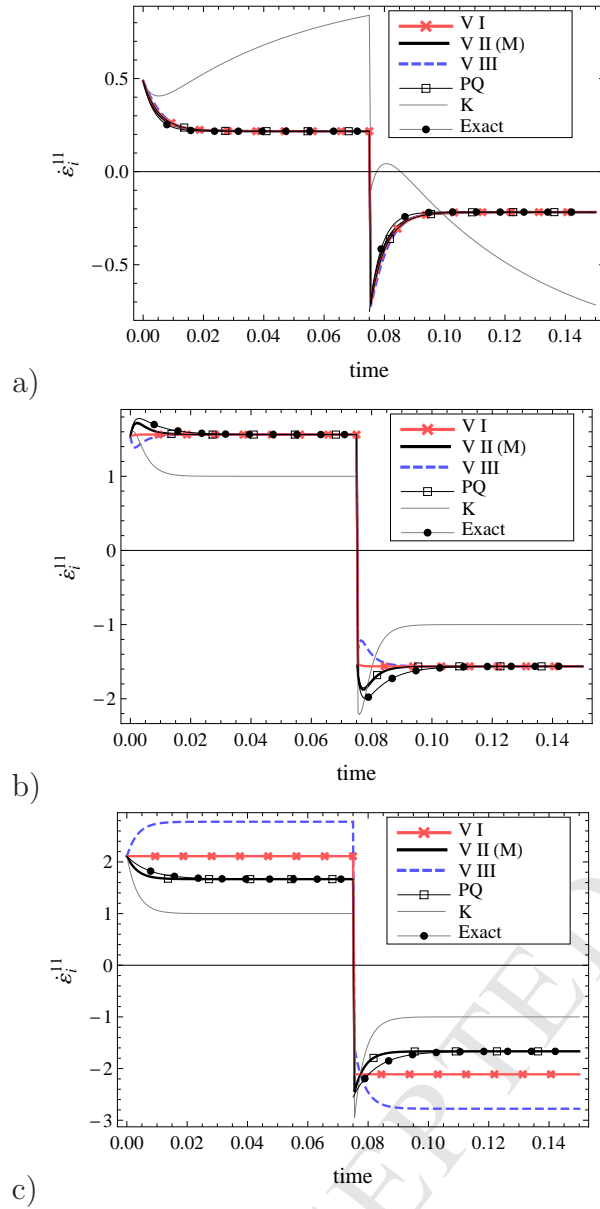 V I
V II (M)
V III
PQ
K
Exact
0.5
0.0
−0.5
ε̇ᵢ¹¹
0.00 0.02 0.04 0.06 0.08 0.10 0.12 0.14
time
a)
V I
V II (M)
V III
PQ
K
Exact
1
0
−1
−2
ε̇ᵢ¹¹
0.00 0.02 0.04 0.06 0.08 0.10 0.12 0.14
time
b)
V I
V II (M)
V III
PQ
K
Exact
2
1
0
−1
−2
−3
ε̇ᵢ¹¹
0.00 0.02 0.04 0.06 0.08 0.10 0.12 0.14
time
c)